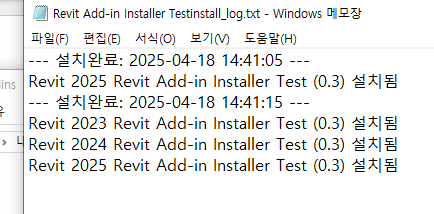 Revit Add-in Installer Testinstall_log.txt - Windows 메모장
파일(F) 편집(E) 서식(O) 보기(V) 도움말(H)
--- 설치완료: 2025-04-18 14:41:05 ---
Revit 2025 Revit Add-in Installer Test (0.3) 설치됨
--- 설치완료: 2025-04-18 14:41:15 ---
Revit 2023 Revit Add-in Installer Test (0.3) 설치됨
Revit 2024 Revit Add-in Installer Test (0.3) 설치됨
Revit 2025 Revit Add-in Installer Test (0.3) 설치됨